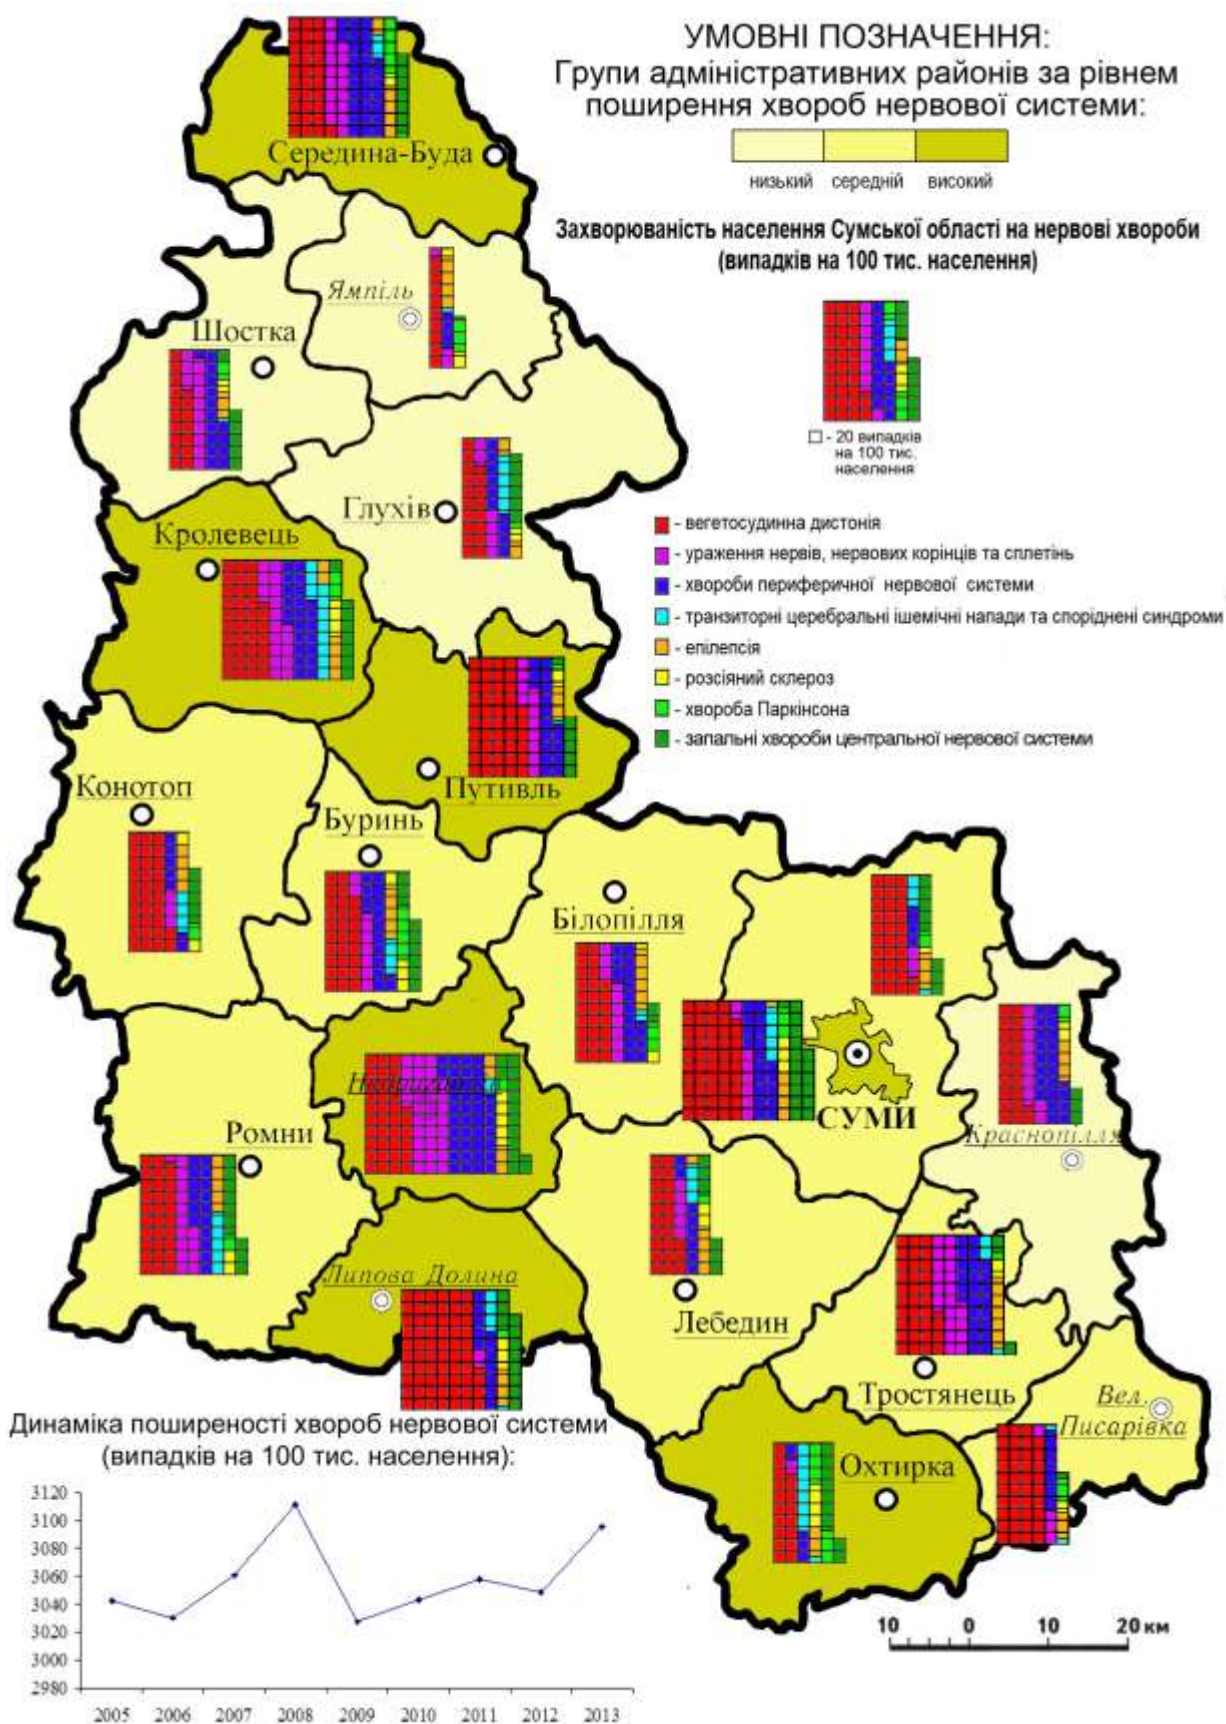 УМОВНІ ПОЗНАЧЕННЯ:
Групи адміністративних районів за рівнем
поширення хвороб нервової системи:
низький середній високий
Захворюваність населення Сумської області на нервові хвороби
(випадків на 100 тис. населення)
□ - 20 випадків
на 100 тис.
населення
- вегетосудинна дистонія
- ураження нервів, нервових корінців та сплетінь
- хвороби периферичної нервової системи
- транзиторні церебральні ішемічні напади та споріднені синдроми
- епілепсія
- розсіяний склероз
- хвороба Паркінсона
- запальні хвороби центральної нервової системи
Середина-Буда
Ямпіль
Шостка
Глухів
Кролевець
Путивль
Конотоп
Буринь
Білопілля
СУМИ
Краснопілля
Ромни
Липова Долина
Лебедин
Тростянець
Вел.
Писарівка
Охтирка
10 0 10 20 км
Динаміка поширеності хвороб нервової системи
(випадків на 100 тис. населення):
3120
3100
3080
3060
3040
3020
3000
2980
2005 2006 2007 2008 2009 2010 2011 2012 2013